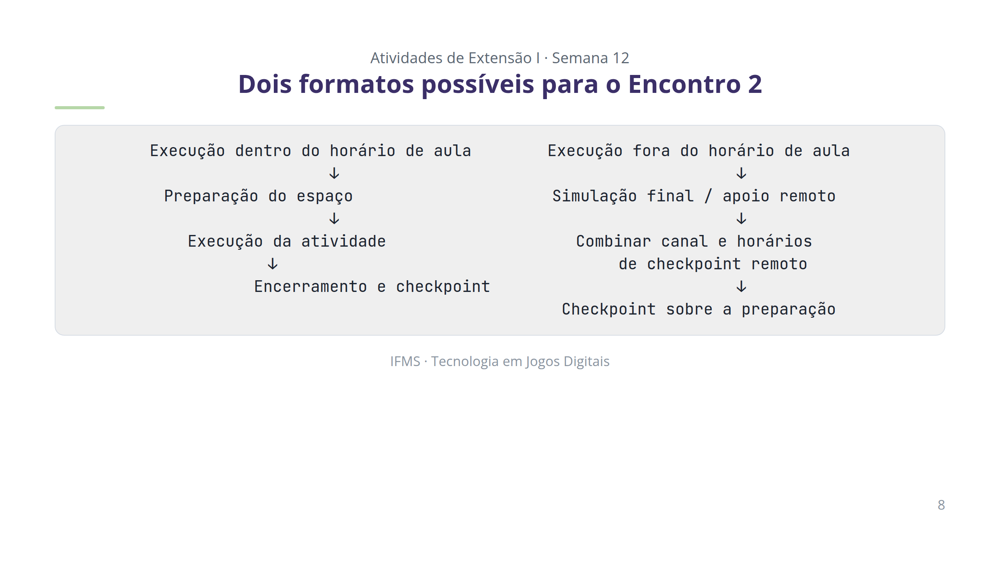 Atividades de Extensão I · Semana 12
Dois formatos possíveis para o Encontro 2
Execução dentro do horário de aula
↓
Preparação do espaço
↓
Execução da atividade
↓
Encerramento e checkpoint
Execução fora do horário de aula
↓
Simulação final / apoio remoto
↓
Combinar canal e horários
de checkpoint remoto
↓
Checkpoint sobre a preparação
IFMS · Tecnologia em Jogos Digitais
8